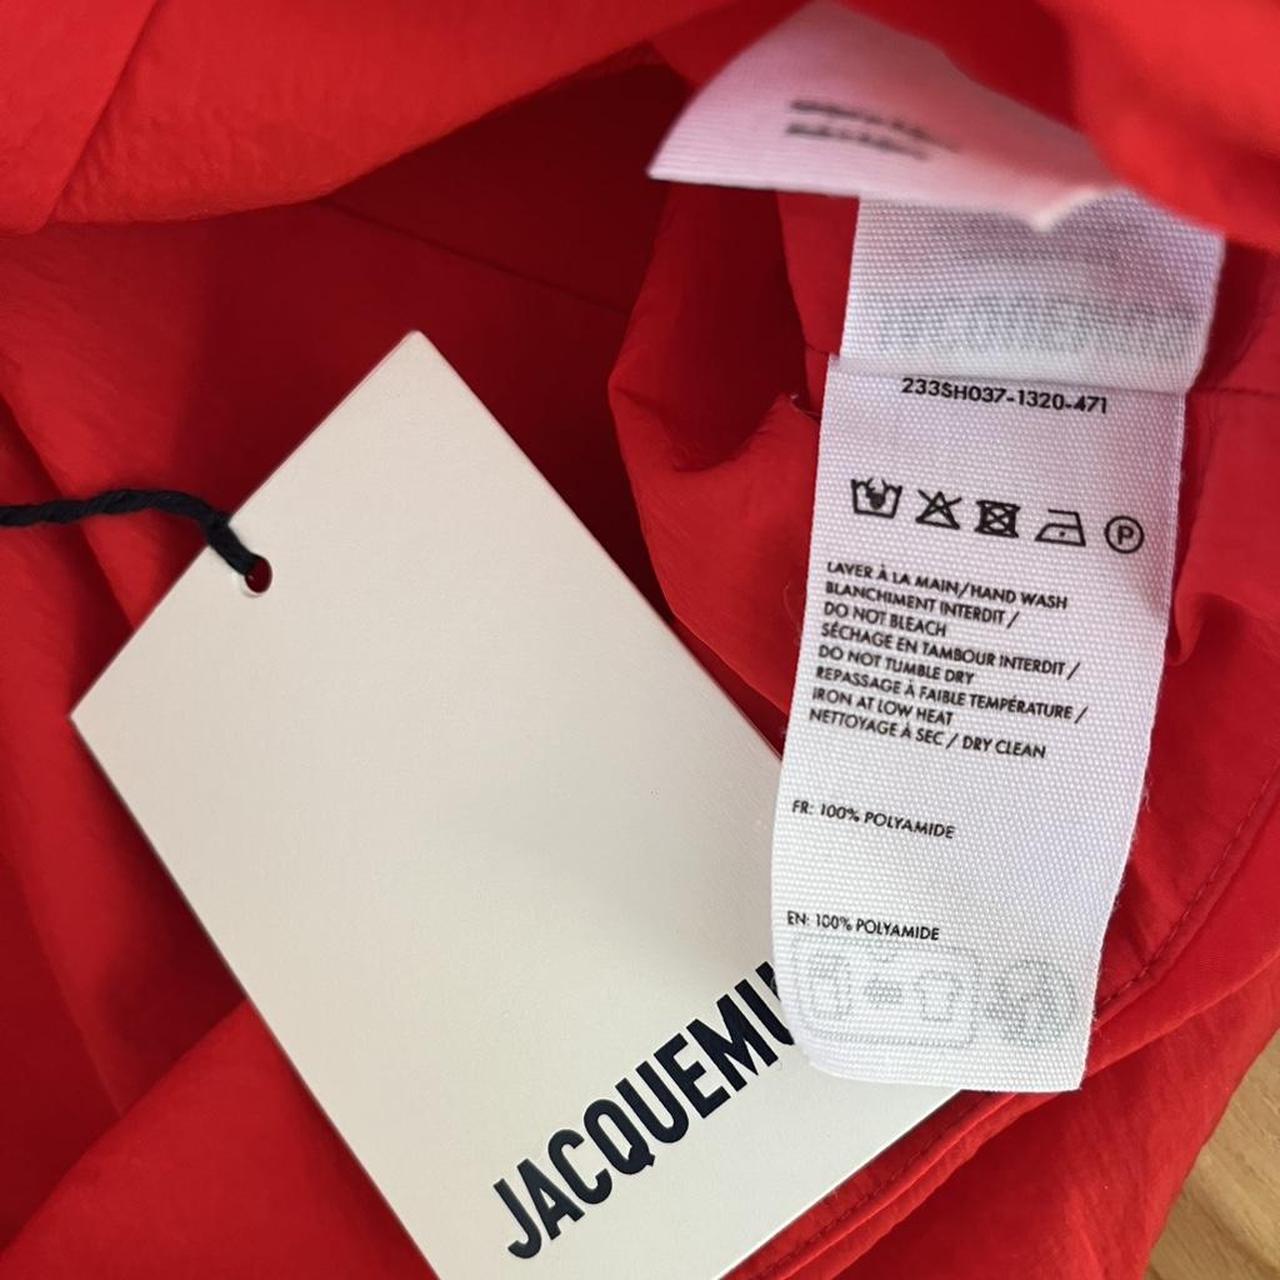 233SH037-1320-471
P
LAVER À LA MAIN/HAND WASH
BLANCHIMENT INTERDIT /
DO NOT BLEACH
SÉCHAGE EN TAMBOUR INTERDIT /
DO NOT TUMBLE DRY
REPASSAGE À FAIBLE TEMPÉRATURE /
IRON AT LOW HEAT
NETTOYAGE À SEC / DRY CLEAN
FR: 100% POLYAMIDE
EN: 100% POLYAMIDE
JACQUEMU